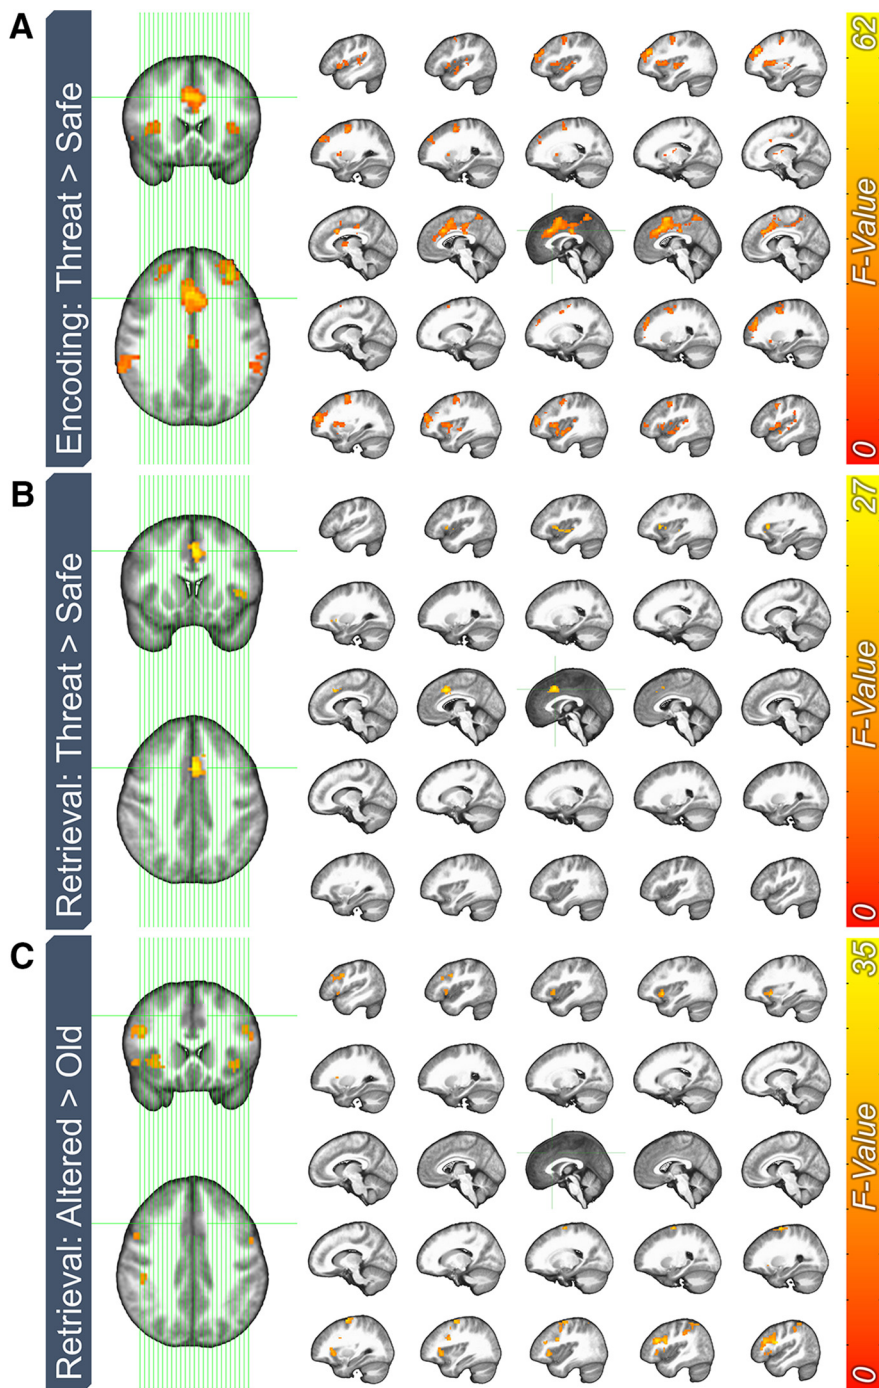 A
Encoding: Threat > Safe
62
F-Value
0
B
Retrieval: Threat > Safe
27
F-Value
0
C
Retrieval: Altered > Old
35
F-Value
0